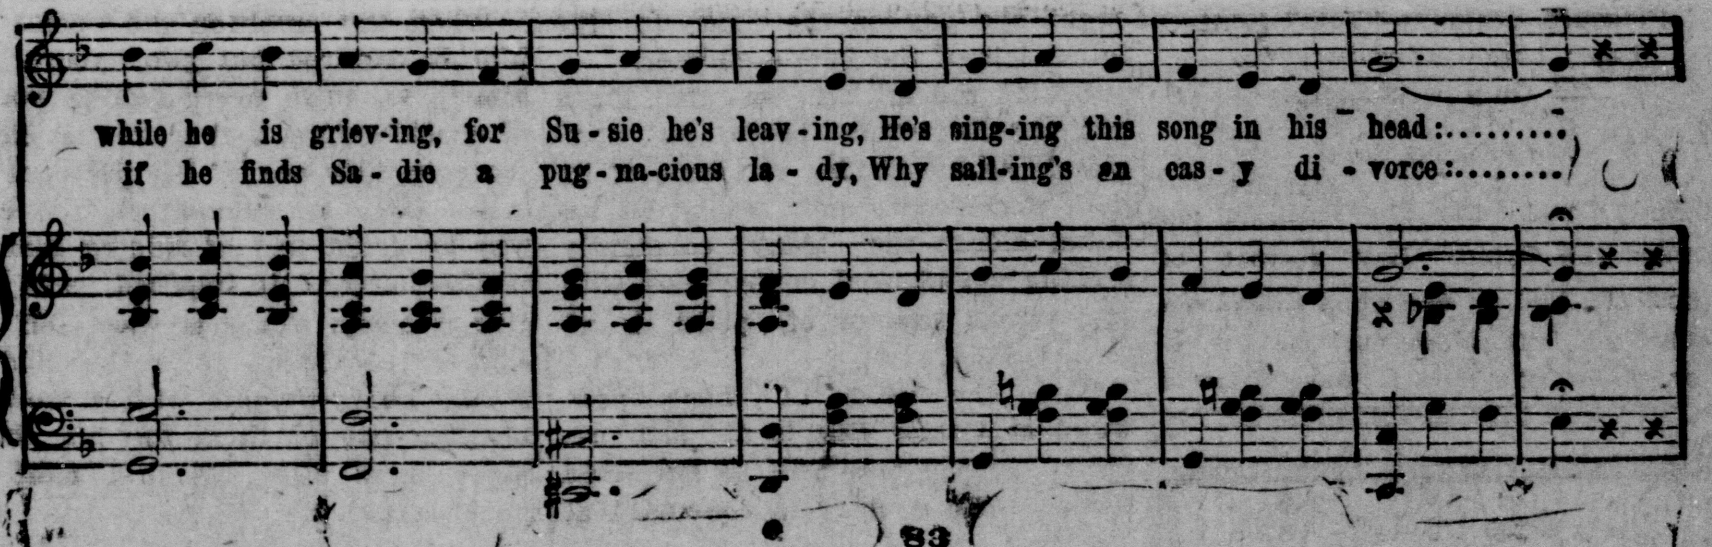 while he is griev-ing, for Su-sie he's leav-ing, He's sing-ing this song in his head:.........
if he finds Sa-die a pug-na-cious la-dy, Why sail-ing's an eas-y di-vorce:.........
83